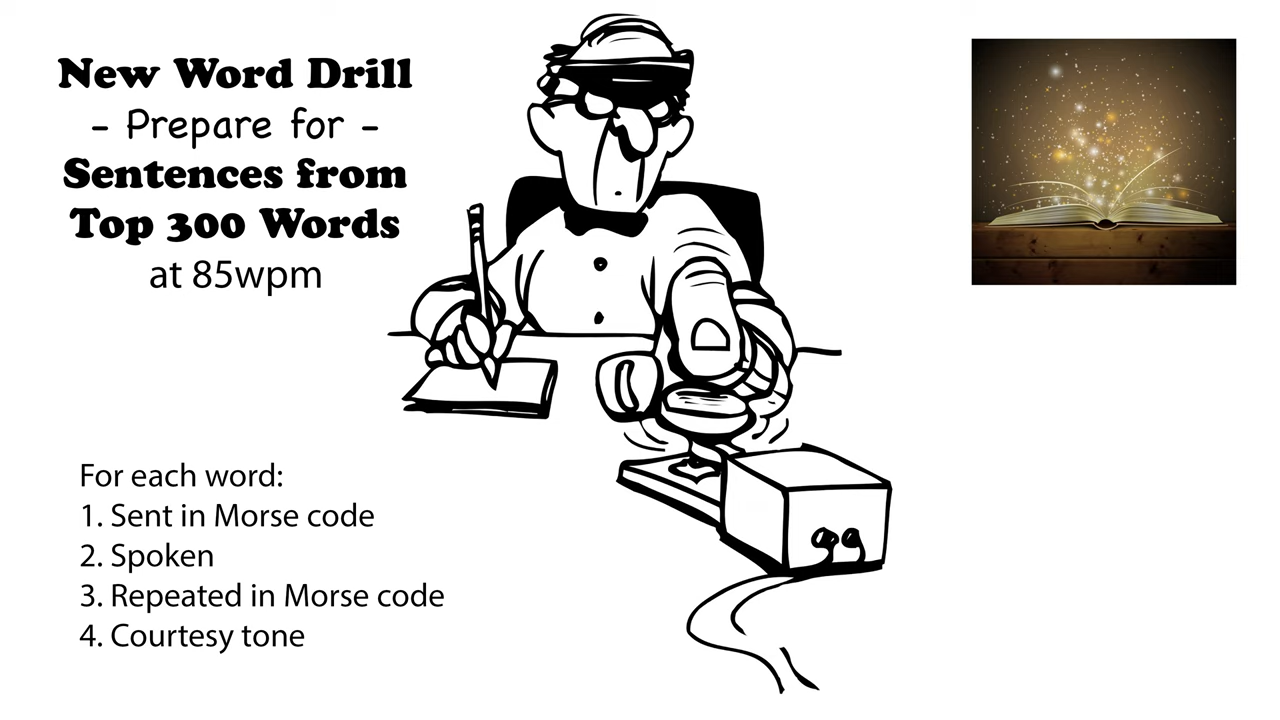 New Word Drill
- Prepare for -
Sentences from
Top 300 Words
at 85wpm
For each word:
1. Sent in Morse code
2. Spoken
3. Repeated in Morse code
4. Courtesy tone